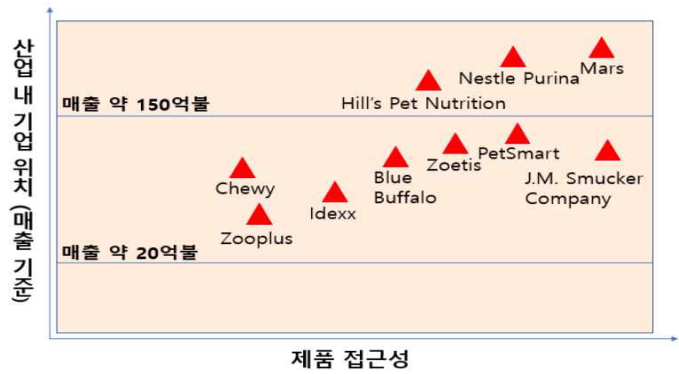 산업 내 기업 위치 (매출 기준)
Mars
Nestle Purina
Hill's Pet Nutrition
매출 약 150억불
PetSmart
Zoetis
Blue
Buffalo
J.M. Smucker
Company
Chewy
Idexx
Zooplus
매출 약 20억불
제품 접근성